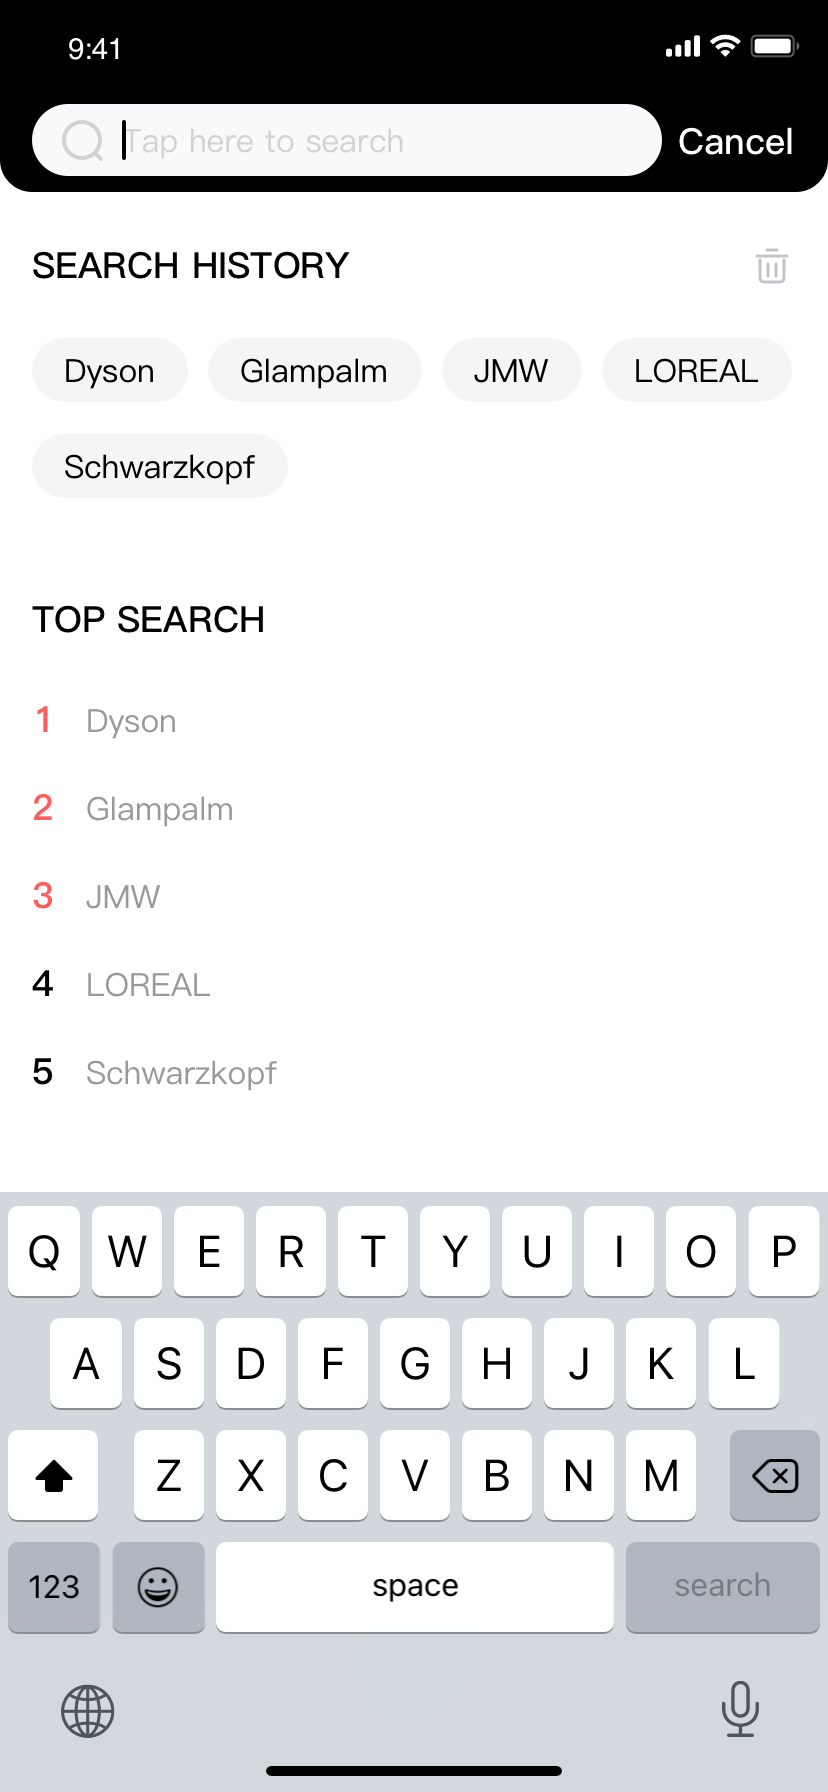 9:41
Tap here to search Cancel
SEARCH HISTORY
Dyson Glampalm JMW LOREAL
Schwarzkopf
TOP SEARCH
1 Dyson
2 Glampalm
3 JMW
4 LOREAL
5 Schwarzkopf
Q W E R T Y U I O P
A S D F G H J K L
Z X C V B N M
123 space search